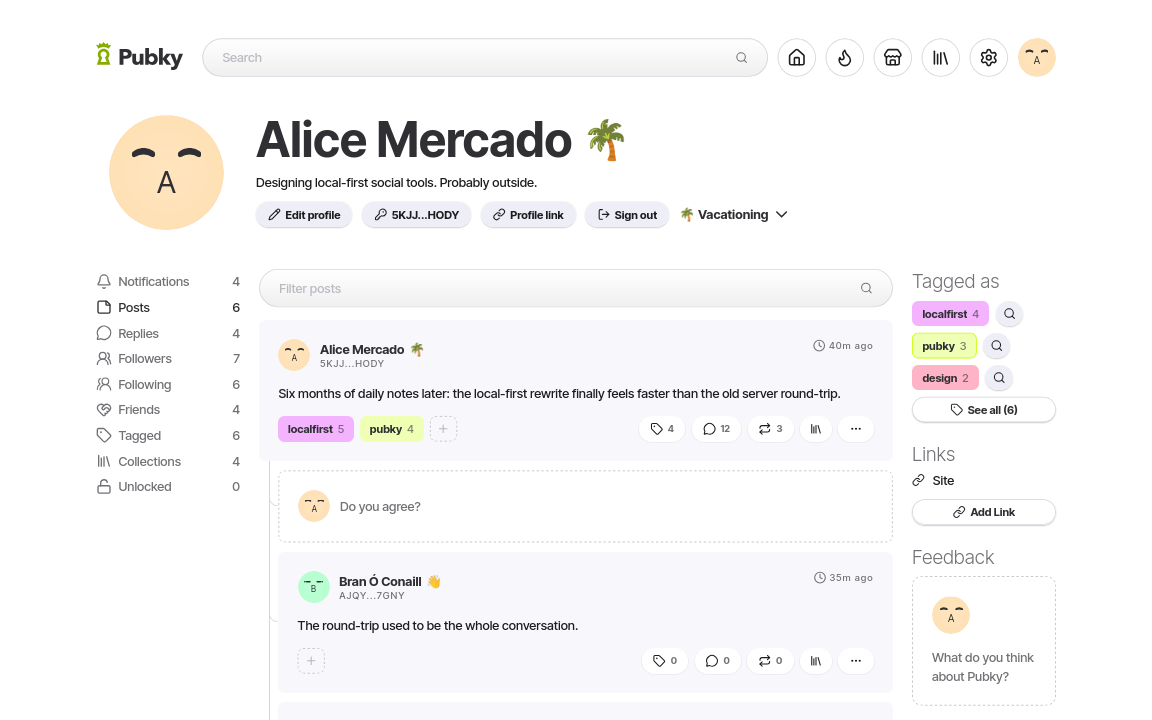 Pubky
Search
A
Alice Mercado 🌴
A
Designing local-first social tools. Probably outside.
Edit profile
5KJJ...HODY
Profile link
Sign out
🌴 Vacationing
Notifications 4
Posts 6
Replies 4
Followers 7
Following 6
Friends 4
Tagged 6
Collections 4
Unlocked 0
Filter posts
A
Alice Mercado 🌴
5KJJ...HODY
40m ago
Six months of daily notes later: the local-first rewrite finally feels faster than the old server round-trip.
localfirst 5
pubky 4
+
4
12
3
A
Do you agree?
B
Bran Ó Conaill 👋
AJQY...7GNY
35m ago
The round-trip used to be the whole conversation.
+
0
0
0
Tagged as
localfirst 4
pubky 3
design 2
See all (6)
Links
Site
Add Link
Feedback
A
What do you think
about Pubky?